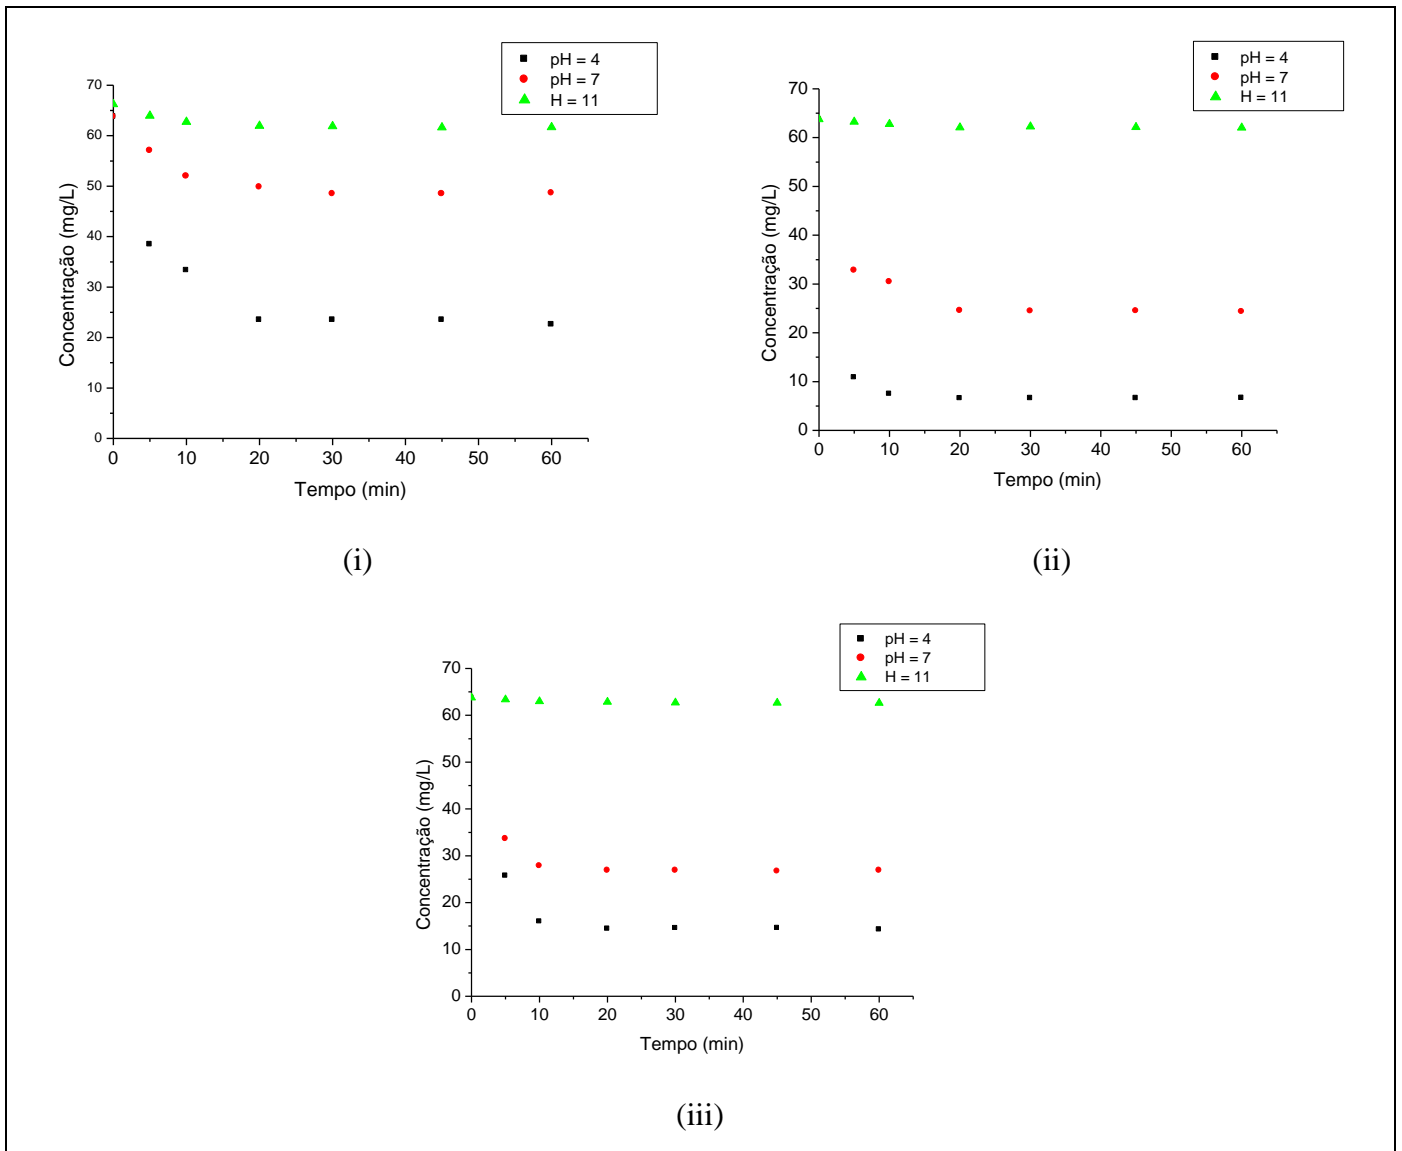 pH = 4
pH = 7
H = 11
70
60
50
40
30
20
10
0
Concentração (mg/L)
0 10 20 30 40 50 60
Tempo (min)
(i)
pH = 4
pH = 7
H = 11
70
60
50
40
30
20
10
0
Concentração (mg/L)
0 10 20 30 40 50 60
Tempo (min)
(ii)
pH = 4
pH = 7
H = 11
70
60
50
40
30
20
10
0
Concentração (mg/L)
0 10 20 30 40 50 60
Tempo (min)
(iii)